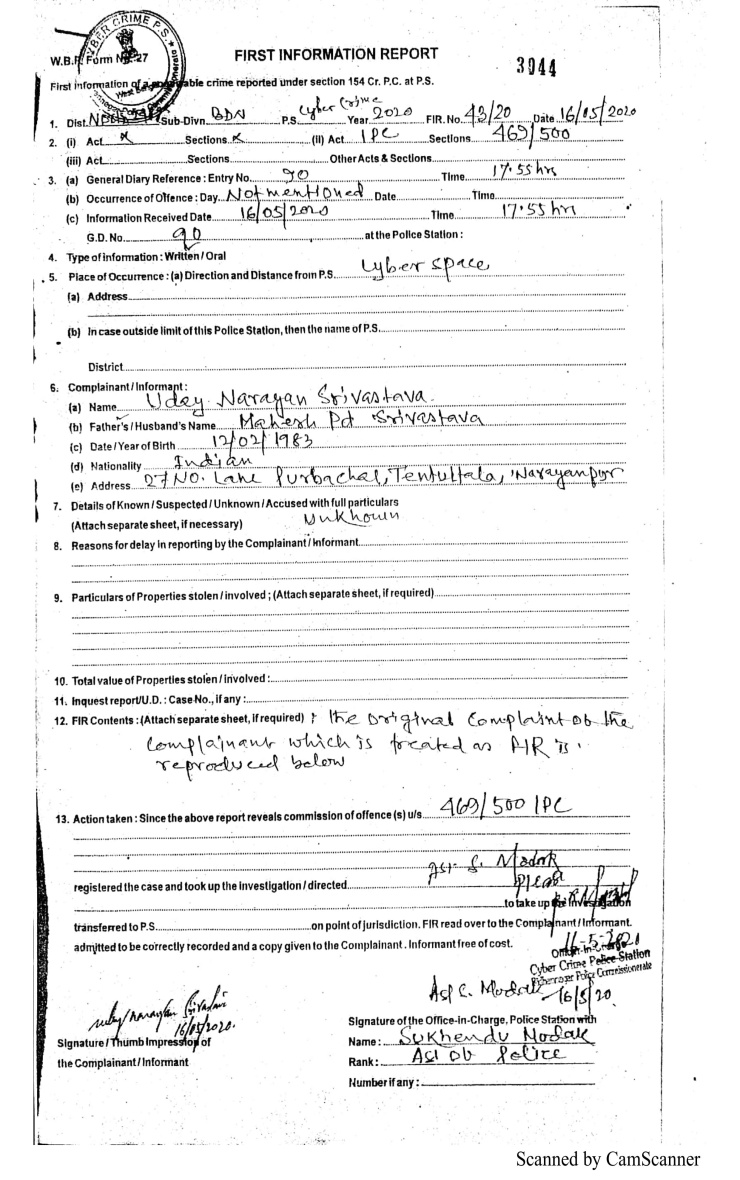 CYBER CRIME P.S.
W.B.P. Form No. 27
FIRST INFORMATION REPORT
3044
First information of a cognizable crime reported under section 154 Cr. P.C. at P.S.
1. Dist. Sub-Divn. BDN P.S. Cyber Crime Year 2020 FIR. No. 43/20 Date 16/05/2020
2. (i) Act x Sections x (II) Act IPC Sections 469/500
(iii) Act Sections Other Acts & Sections
3. (a) General Diary Reference : Entry No. 90 Time 17.55 hrs
(b) Occurrence of Offence : Day Not mentioned Date Time
(c) Information Received Date 16/05/2020 Time 17.55 hrs
G.D. No. 90 at the Police Station :
4. Type of information : Written / Oral
5. Place of Occurrence : (a) Direction and Distance from P.S. Cyber space
(a) Address
(b) In case outside limit of this Police Station, then the name of P.S.
District
6. Complainant / Informant :
(a) Name Uday Narayan Srivastava
(b) Father's / Husband's Name Mahesh Pd Srivastava
(c) Date / Year of Birth 12/02/1983
(d) Nationality Indian
(e) Address 27 No. Lane Purbachal, Tentultala, Narayanpur
7. Details of Known / Suspected / Unknown / Accused with full particulars
(Attach separate sheet, if necessary) Unknown
8. Reasons for delay in reporting by the Complainant / Informant
9. Particulars of Properties stolen / involved ; (Attach separate sheet, if required)
10. Total value of Properties stolen / involved :
11. Inquest report/U.D. : Case No., if any :
12. FIR Contents : (Attach separate sheet, if required) : the original complaint of the
complainant which is treated as FIR is
reproduced below
13. Action taken : Since the above report reveals commission of offence (s) u/s 469/500 IPC
ASI S. Modak
registered the case and took up the investigation / directed Please
to take up the Investigation
transferred to P.S. on point of jurisdiction. FIR read over to the Complainant / Informant.
admitted to be correctly recorded and a copy given to the Complainant . Informant free of cost.
Officer-In-Charge
Cyber Crime Police Station
Police Commissionerate
ASI S. Modak
16/5/20
16/05/2020.
Signature / Thumb Impression of
the Complainant / Informant
Signature of the Office-in-Charge, Police Station with
Name : Sukhendu Modak
Rank : ASI of Police
Number if any :
Scanned by CamScanner